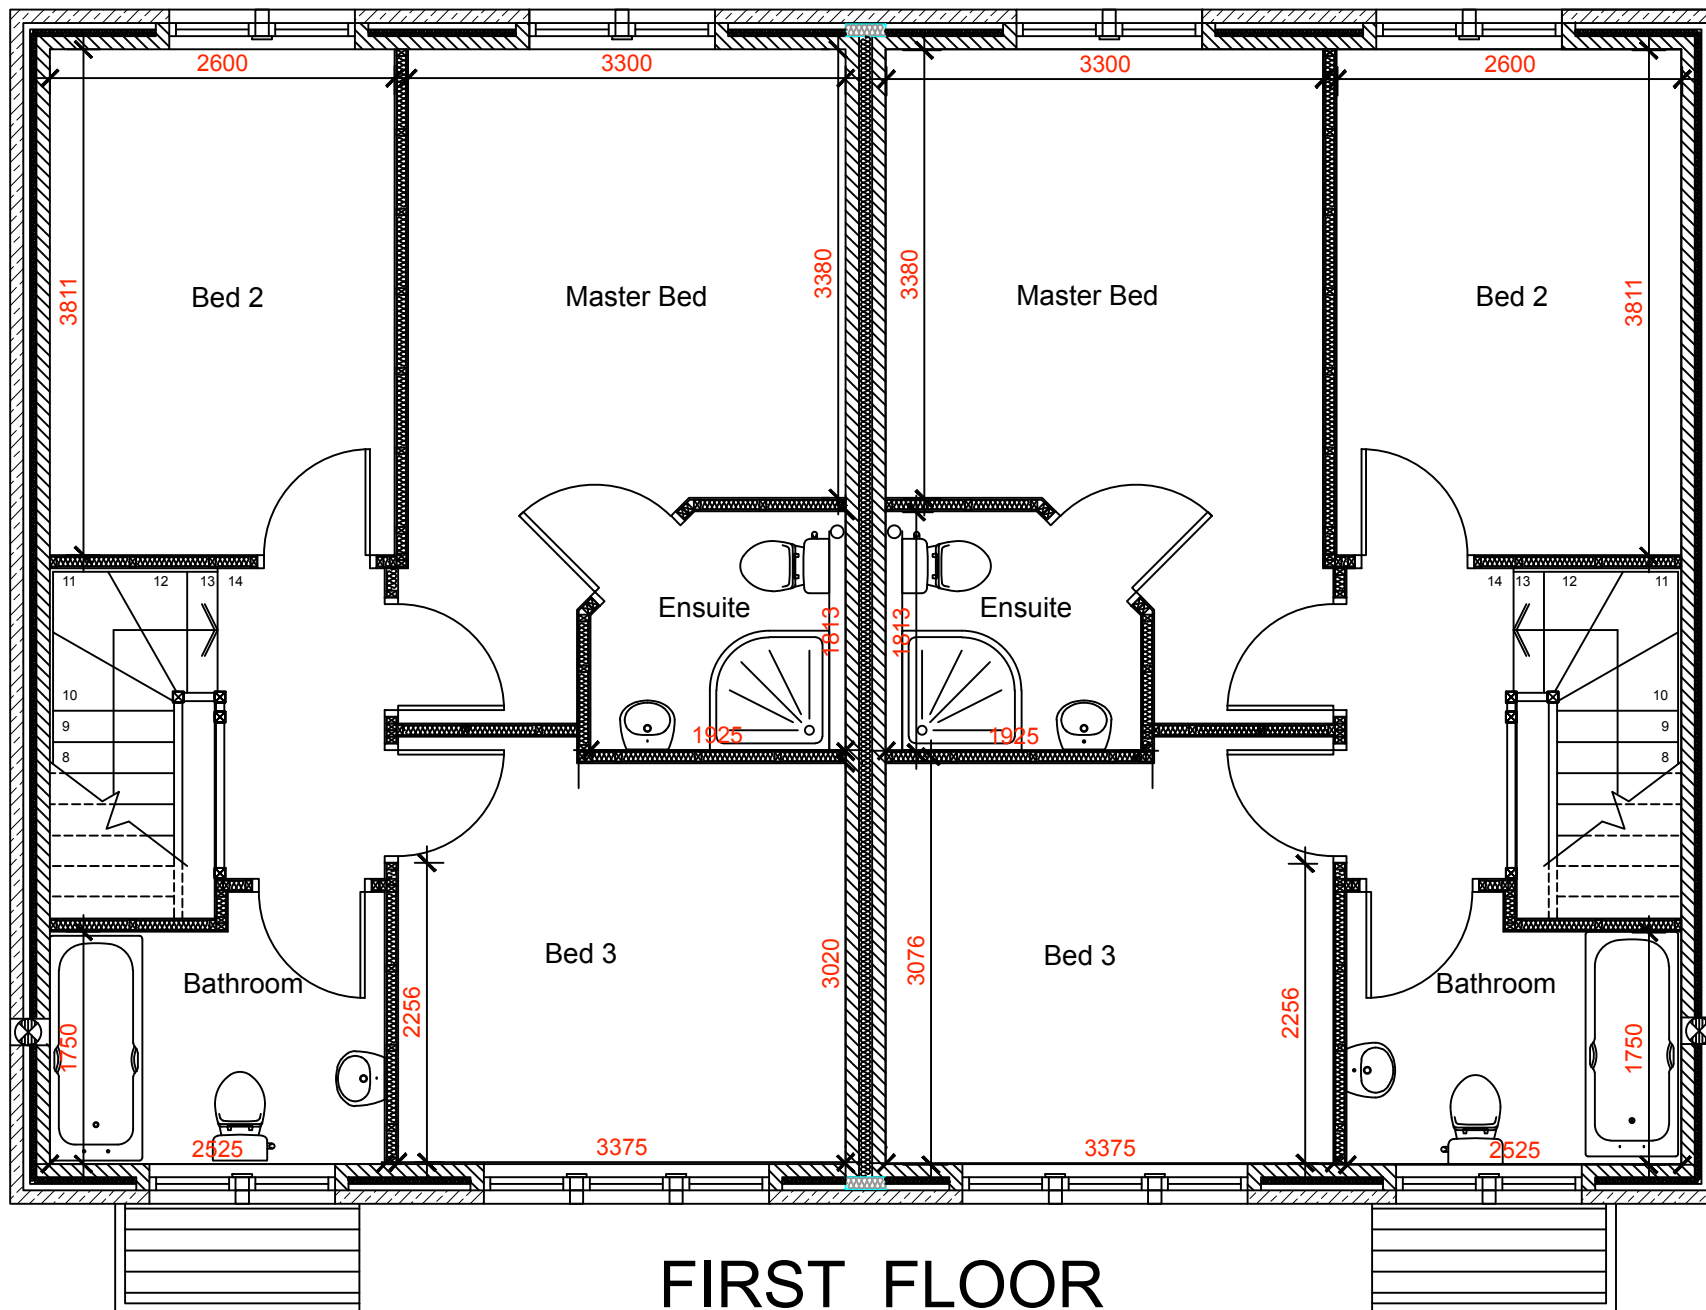 2600 3300 3300 2600
3811 3380 3380 3811
Bed 2 Master Bed Master Bed Bed 2
11 12 13 14 14 13 12 11
Ensuite Ensuite
1813 1813
10 10
9 9
8 8
1925 1925
Bed 3 Bed 3
3020 3076
Bathroom Bathroom
2256 2256
1750 1750
2525 3375 3375 2525
FIRST FLOOR